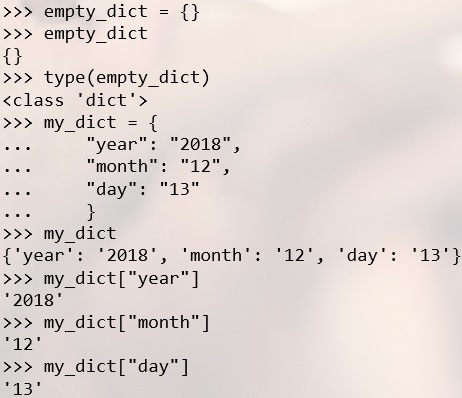 >>> empty_dict = {}
>>> empty_dict
{}
>>> type(empty_dict)
<class 'dict'>
>>> my_dict = {
...     "year": "2018",
...     "month": "12",
...     "day": "13"
...     }
>>> my_dict
{'year': '2018', 'month': '12', 'day': '13'}
>>> my_dict["year"]
'2018'
>>> my_dict["month"]
'12'
>>> my_dict["day"]
'13'